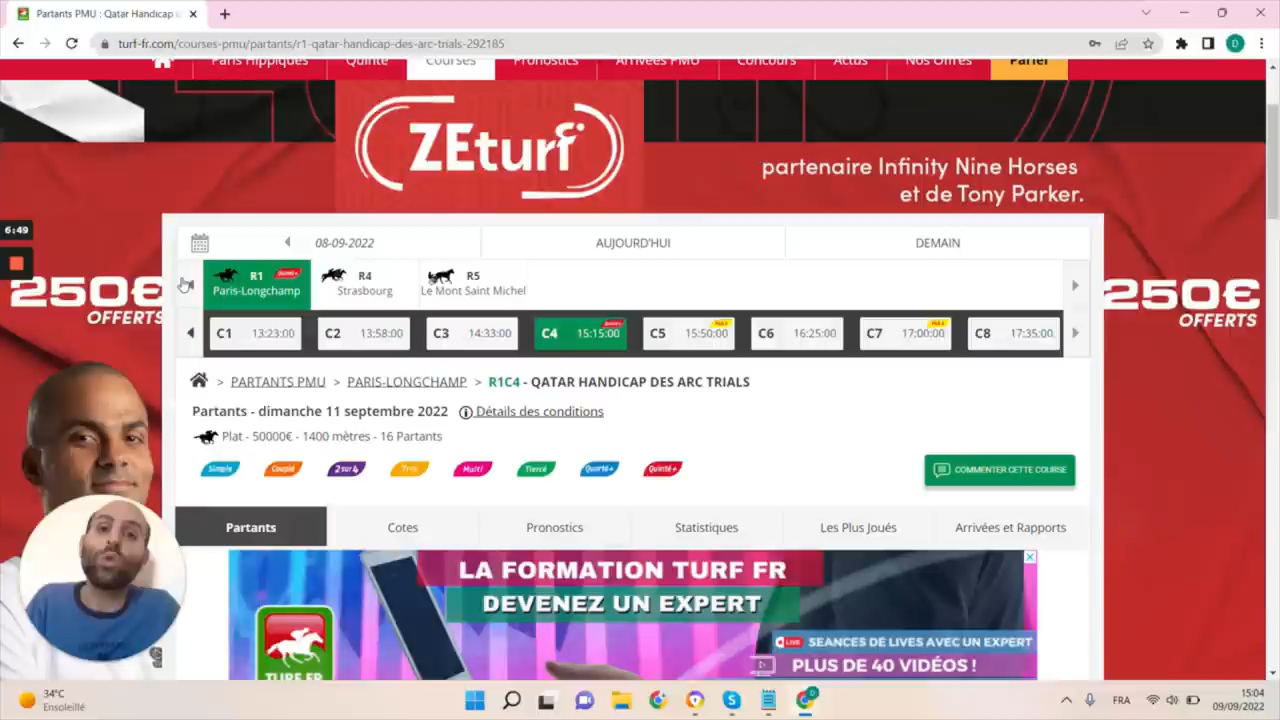 Partants PMU : Qatar Handicap d
turf-fr.com/courses-pmu/partants/r1-qatar-handicap-des-arc-trials-292185
D
Paris Hippiques
Quinté
Courses
Pronostics
Arrivées PMU
Concours
Actus
Nos Offres
Parier
ZEturf
partenaire Infinity Nine Horses
et de Tony Parker.
6:49
250€
OFFERTS
250€
OFFERTS
08-09-2022
AUJOURD'HUI
DEMAIN
R1 Quinté+
Paris-Longchamp
R4
Strasbourg
R5
Le Mont Saint Michel
C1 13:23:00
C2 13:58:00
C3 14:33:00
C4 15:15:00
C5 15:50:00
C6 16:25:00
C7 17:00:00
C8 17:35:00
> PARTANTS PMU > PARIS-LONGCHAMP > R1C4 - QATAR HANDICAP DES ARC TRIALS
Partants - dimanche 11 septembre 2022 Détails des conditions
Plat - 50000€ - 1400 mètres - 16 Partants
Simple
Couplé
2 sur 4
Trio
Multi
Tiercé
Quarté+
Quinté+
COMMENTER CETTE COURSE
Partants
Cotes
Pronostics
Statistiques
Les Plus Joués
Arrivées et Rapports
LA FORMATION TURF FR
DEVENEZ UN EXPERT
LIVE SEANCES DE LIVES AVEC UN EXPERT
PLUS DE 40 VIDÉOS !
TURF FR
34°C
Ensoleillé
FRA
15:04
09/09/2022